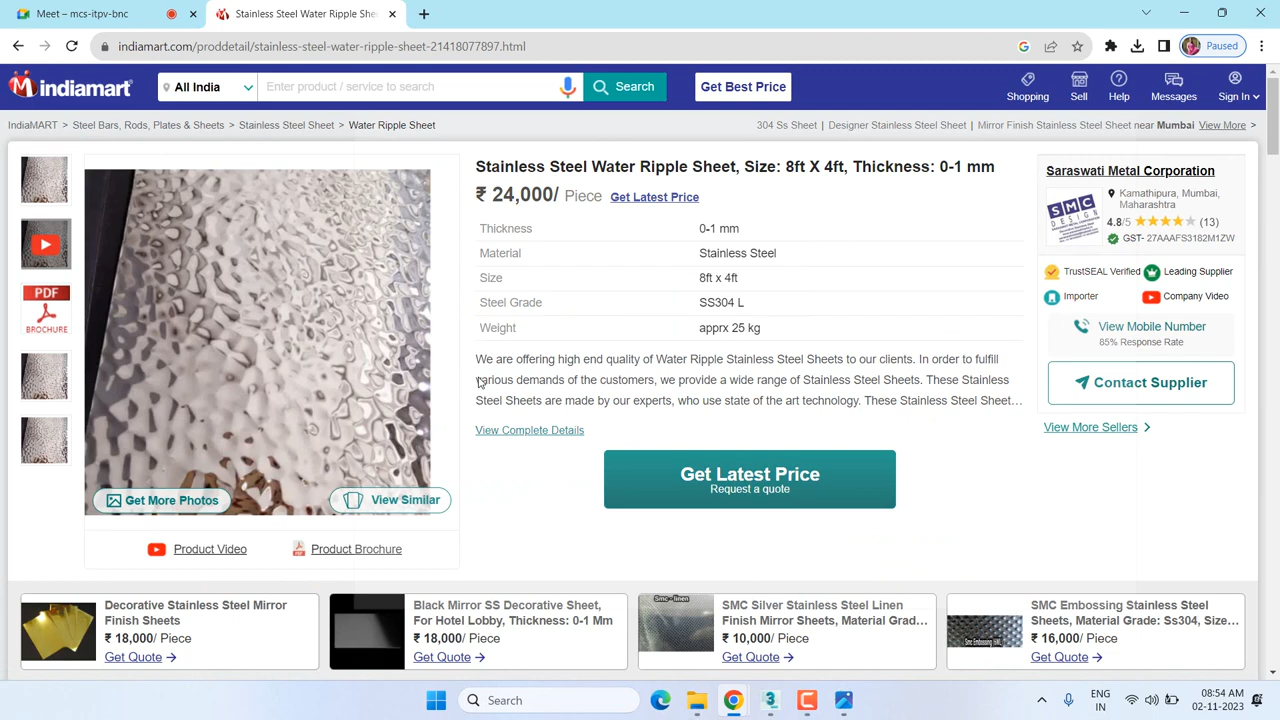 Meet – mcs-itpv-bnc
Stainless Steel Water Ripple She
indiamart.com/proddetail/stainless-steel-water-ripple-sheet-21418077897.html
Paused
indiamart
All India
Enter product / service to search
Search
Get Best Price
Shopping
Sell
Help
Messages
Sign In
IndiaMART > Steel Bars, Rods, Plates & Sheets > Stainless Steel Sheet > Water Ripple Sheet
304 Ss Sheet | Designer Stainless Steel Sheet | Mirror Finish Stainless Steel Sheet near Mumbai View More >
Stainless Steel Water Ripple Sheet, Size: 8ft X 4ft, Thickness: 0-1 mm
₹ 24,000/ Piece Get Latest Price
Thickness 0-1 mm
Material Stainless Steel
Size 8ft x 4ft
Steel Grade SS304 L
Weight apprx 25 kg
We are offering high end quality of Water Ripple Stainless Steel Sheets to our clients. In order to fulfill
various demands of the customers, we provide a wide range of Stainless Steel Sheets. These Stainless
Steel Sheets are made by our experts, who use state of the art technology. These Stainless Steel Sheet…
View Complete Details
Get Latest Price
Request a quote
PDF
BROCHURE
Get More Photos
View Similar
Product Video
Product Brochure
Saraswati Metal Corporation
SMC
DESIGN
Kamathipura, Mumbai,
Maharashtra
4.8/5 (13)
GST- 27AAAFS3182M1ZW
TrustSEAL Verified
Leading Supplier
Importer
Company Video
View Mobile Number
85% Response Rate
Contact Supplier
View More Sellers
Decorative Stainless Steel Mirror
Finish Sheets
₹ 18,000/ Piece
Get Quote
Black Mirror SS Decorative Sheet,
For Hotel Lobby, Thickness: 0-1 Mm
₹ 18,000/ Piece
Get Quote
Smc - linen
SMC Silver Stainless Steel Linen
Finish Mirror Sheets, Material Grad...
₹ 10,000/ Piece
Get Quote
Smc Embossing
SMC Embossing Stainless Steel
Sheets, Material Grade: Ss304, Size...
₹ 16,000/ Piece
Get Quote
Search
ENG
IN
08:54 AM
02-11-2023